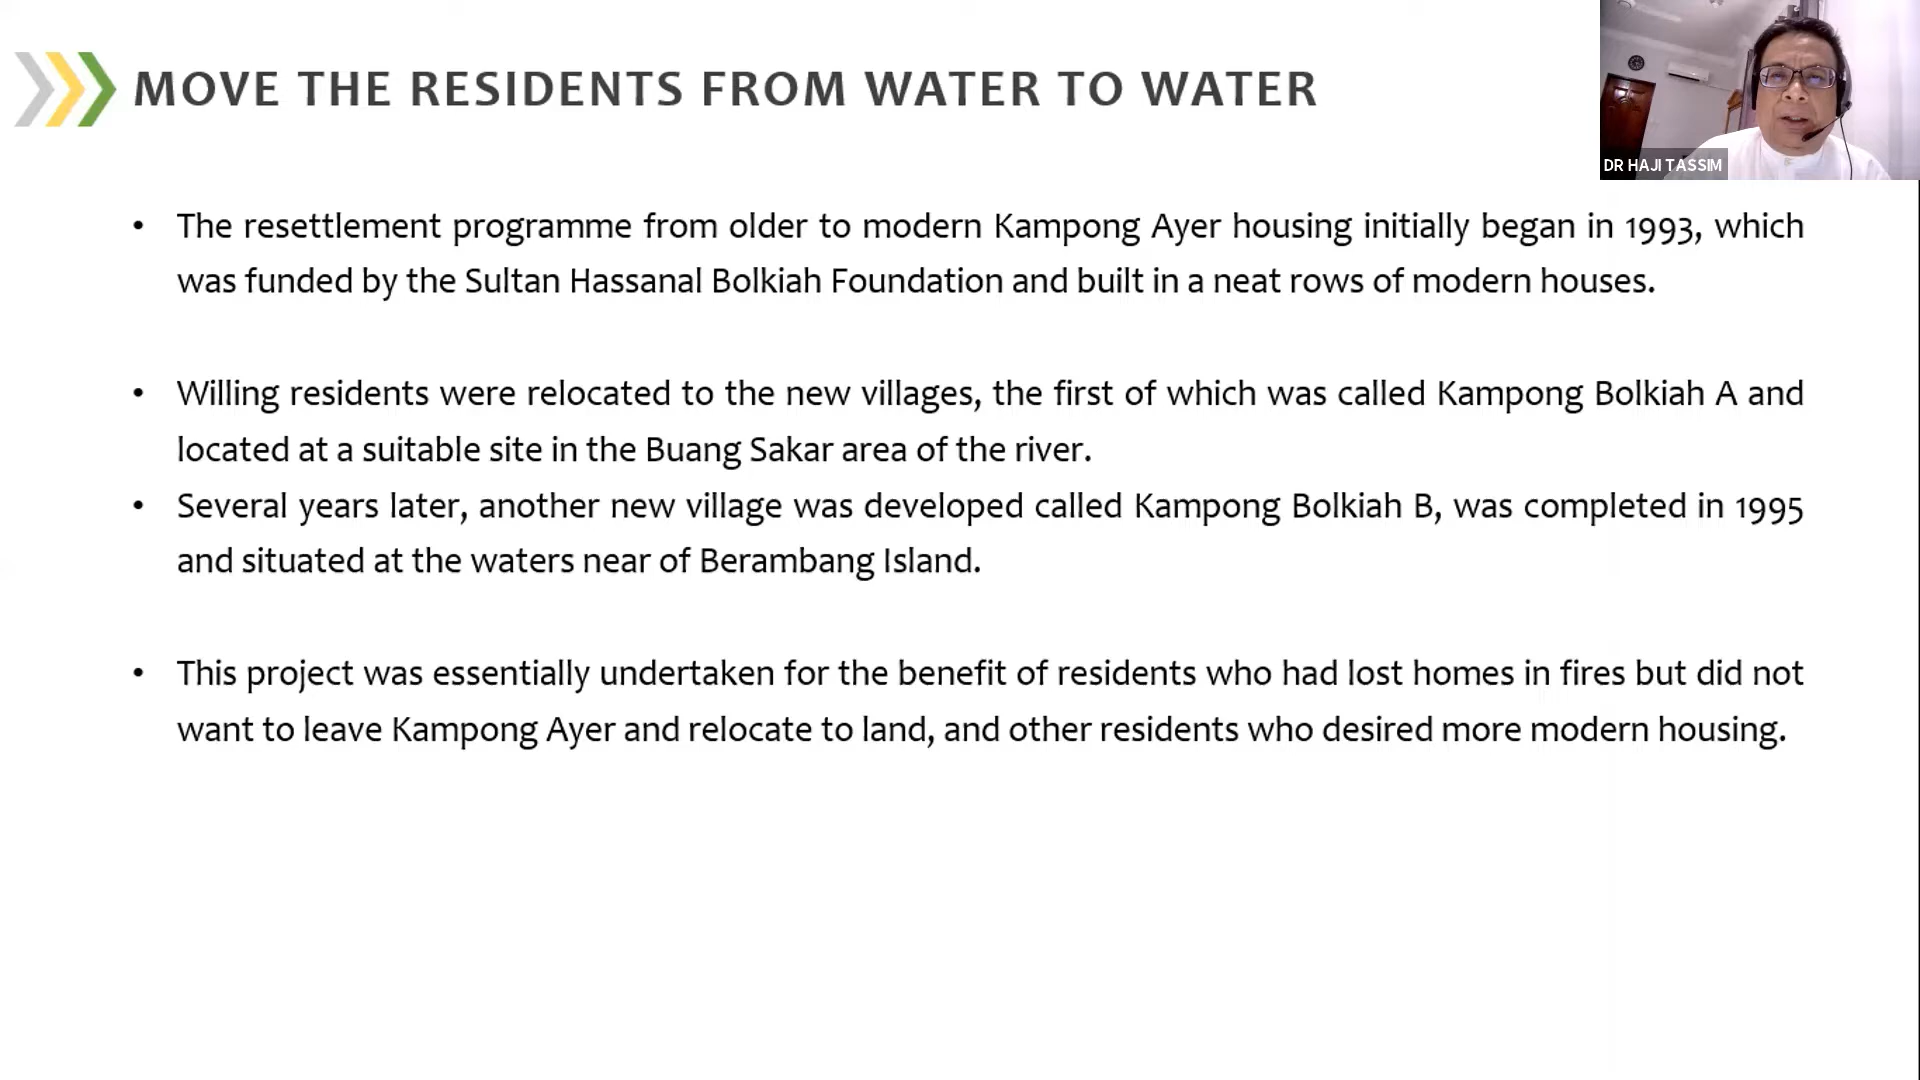 MOVE THE RESIDENTS FROM WATER TO WATER
DR HAJI TASSIM
• The resettlement programme from older to modern Kampong Ayer housing initially began in 1993, which
was funded by the Sultan Hassanal Bolkiah Foundation and built in a neat rows of modern houses.
• Willing residents were relocated to the new villages, the first of which was called Kampong Bolkiah A and
located at a suitable site in the Buang Sakar area of the river.
• Several years later, another new village was developed called Kampong Bolkiah B, was completed in 1995
and situated at the waters near of Berambang Island.
• This project was essentially undertaken for the benefit of residents who had lost homes in fires but did not
want to leave Kampong Ayer and relocate to land, and other residents who desired more modern housing.